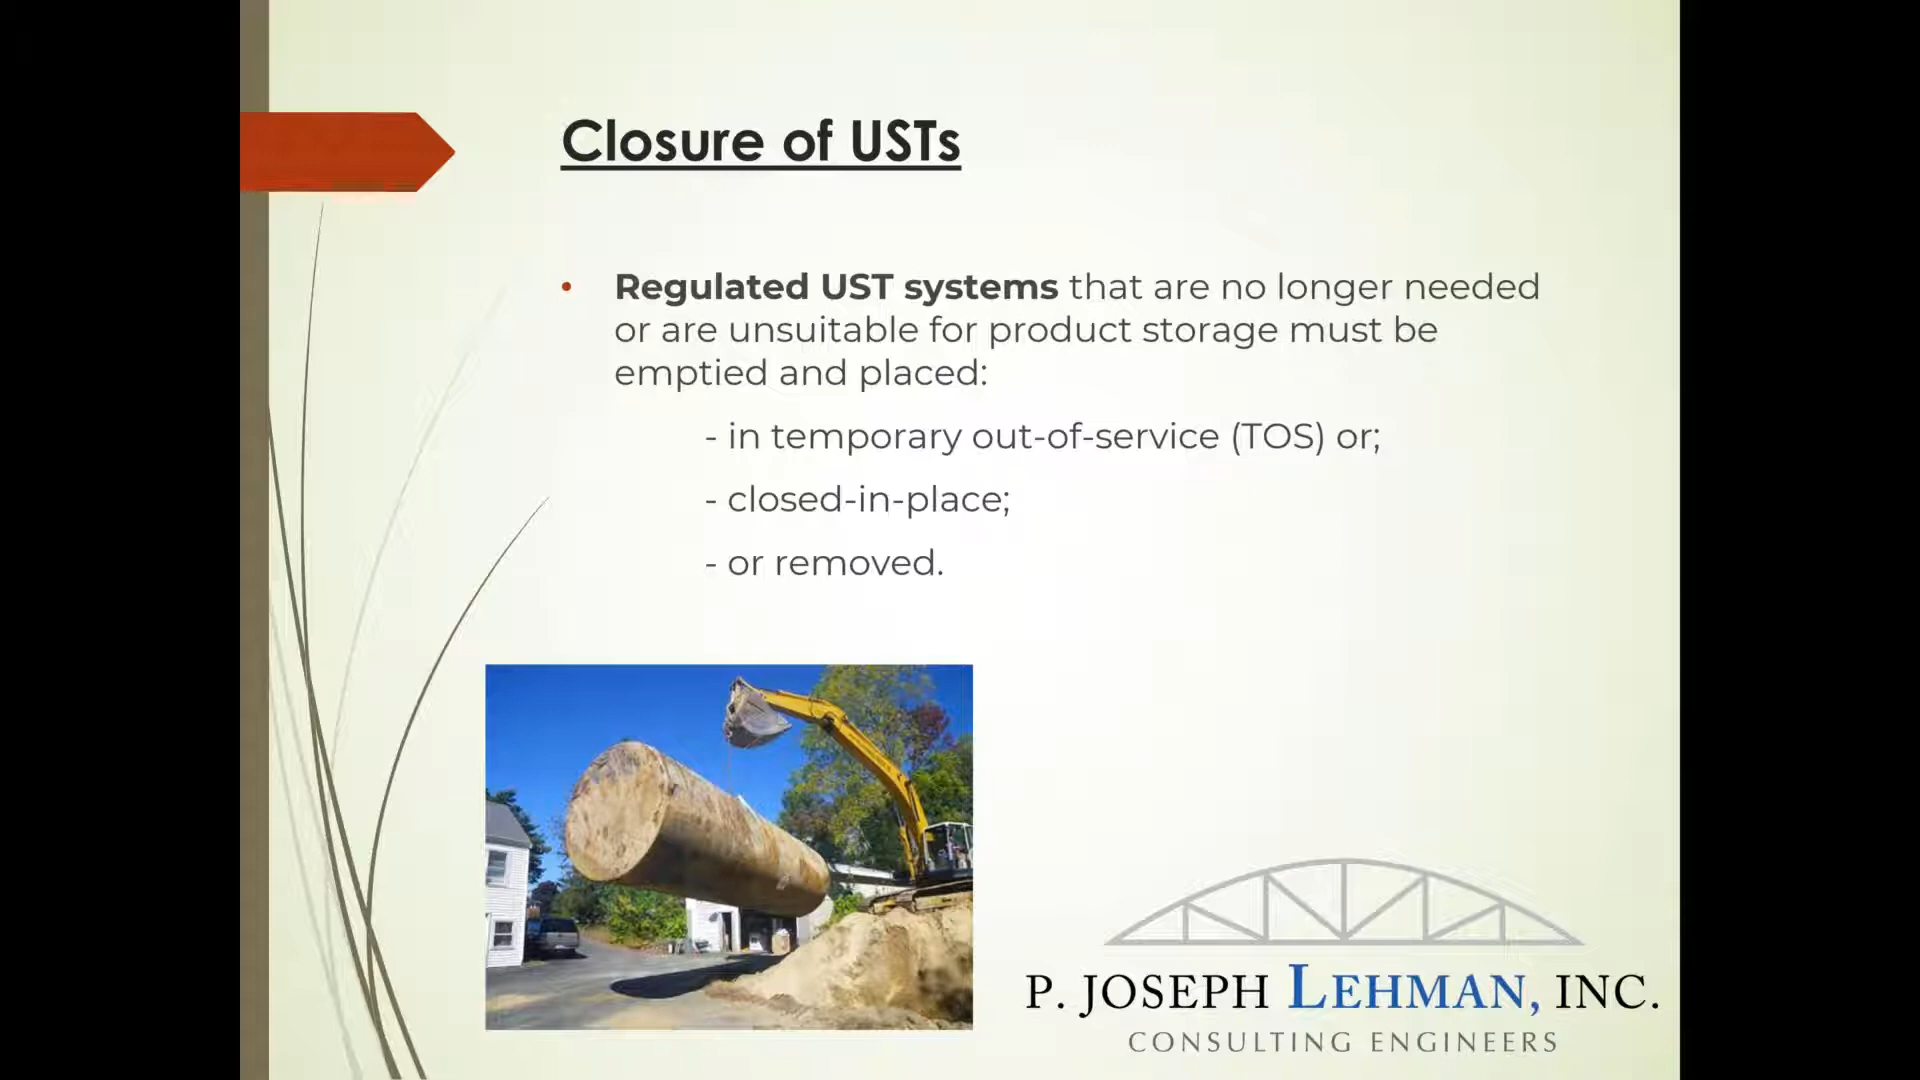 Closure of USTs
• Regulated UST systems that are no longer needed
or are unsuitable for product storage must be
emptied and placed:
- in temporary out-of-service (TOS) or;
- closed-in-place;
- or removed.
P. JOSEPH LEHMAN, INC.
CONSULTING ENGINEERS